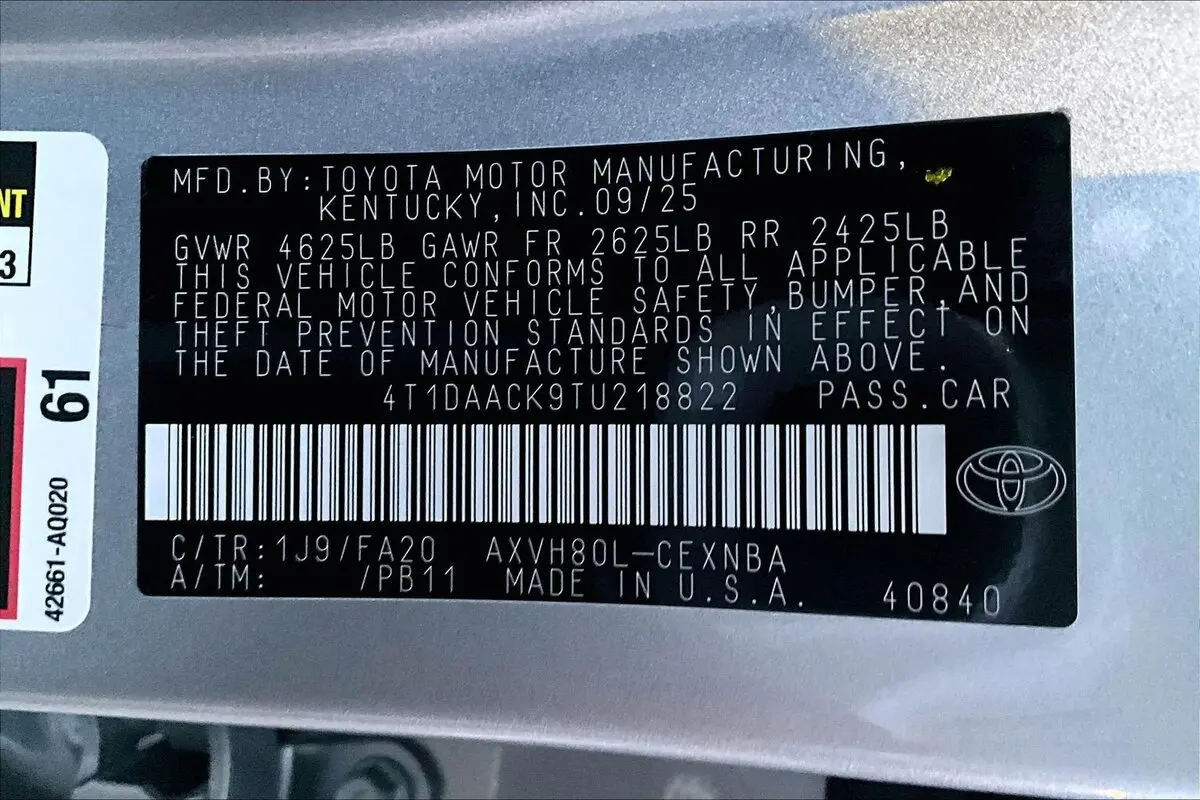 NT
3
61
42661-AQ020
MFD.BY:TOYOTA MOTOR MANUFACTURING,
KENTUCKY,INC.09/25
GVWR 4625LB GAWR FR 2625LB RR 2425LB
THIS VEHICLE CONFORMS TO ALL APPLICABLE
FEDERAL MOTOR VEHICLE SAFETY,BUMPER,AND
THEFT PREVENTION STANDARDS IN EFFECT ON
THE DATE OF MANUFACTURE SHOWN ABOVE.
4T1DAACK9TU218822 PASS.CAR
C/TR:1J9/FA20 AXVH80L-CEXNBA
A/TM: /PB11 MADE IN U.S.A. 40840